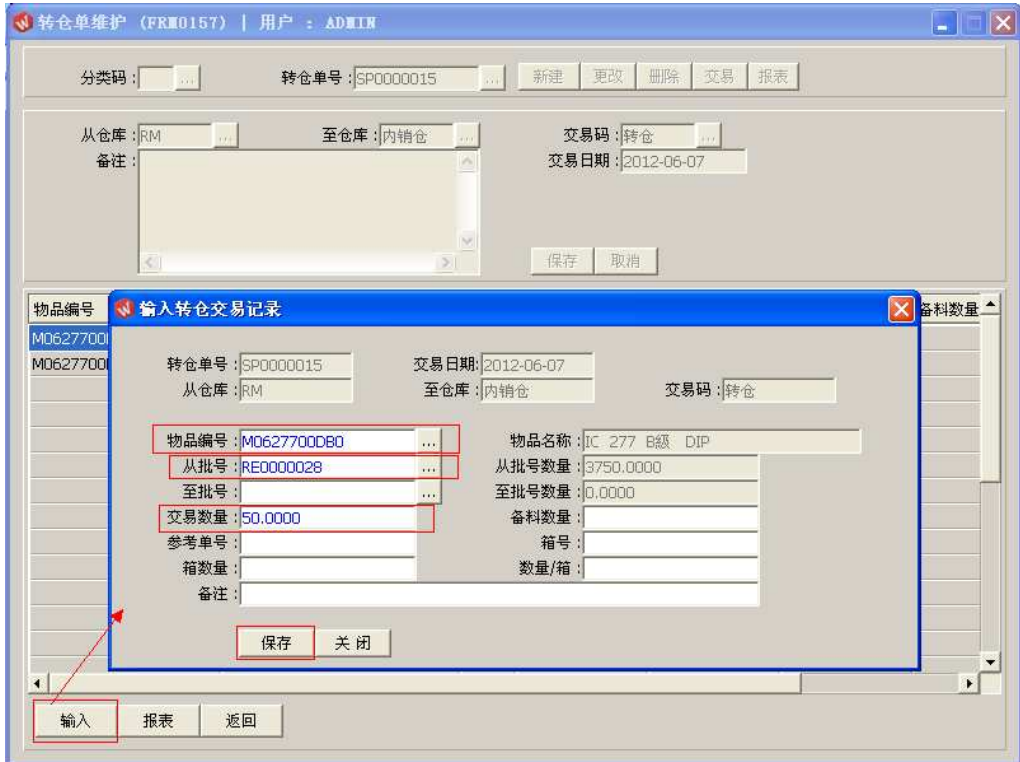 转仓单维护 (FRM0157) | 用户 : ADMIN
分类码 : ... 转仓单号 : SP0000015 ... 新建 更改 删除 交易 报表
从仓库 : RM ... 至仓库 : 内销仓 ... 交易码 : 转仓 ...
备注 : 交易日期 : 2012-06-07
保存 取消
物品编号 备料数量
输入转仓交易记录
M0627700
M0627700
转仓单号 : SP0000015 交易日期: 2012-06-07
从仓库 : RM 至仓库 : 内销仓 交易码 : 转仓
物品编号 : M0627700DB0 ... 物品名称 : IC 277 B級 DIP
从批号 : RE0000028 ... 从批号数量 : 3750.0000
至批号 : ... 至批号数量 : 0.0000
交易数量 : 50.0000 备料数量 :
参考单号 : 箱号 :
箱数量 : 数量/箱 :
备注 :
保存 关闭
输入 报表 返回